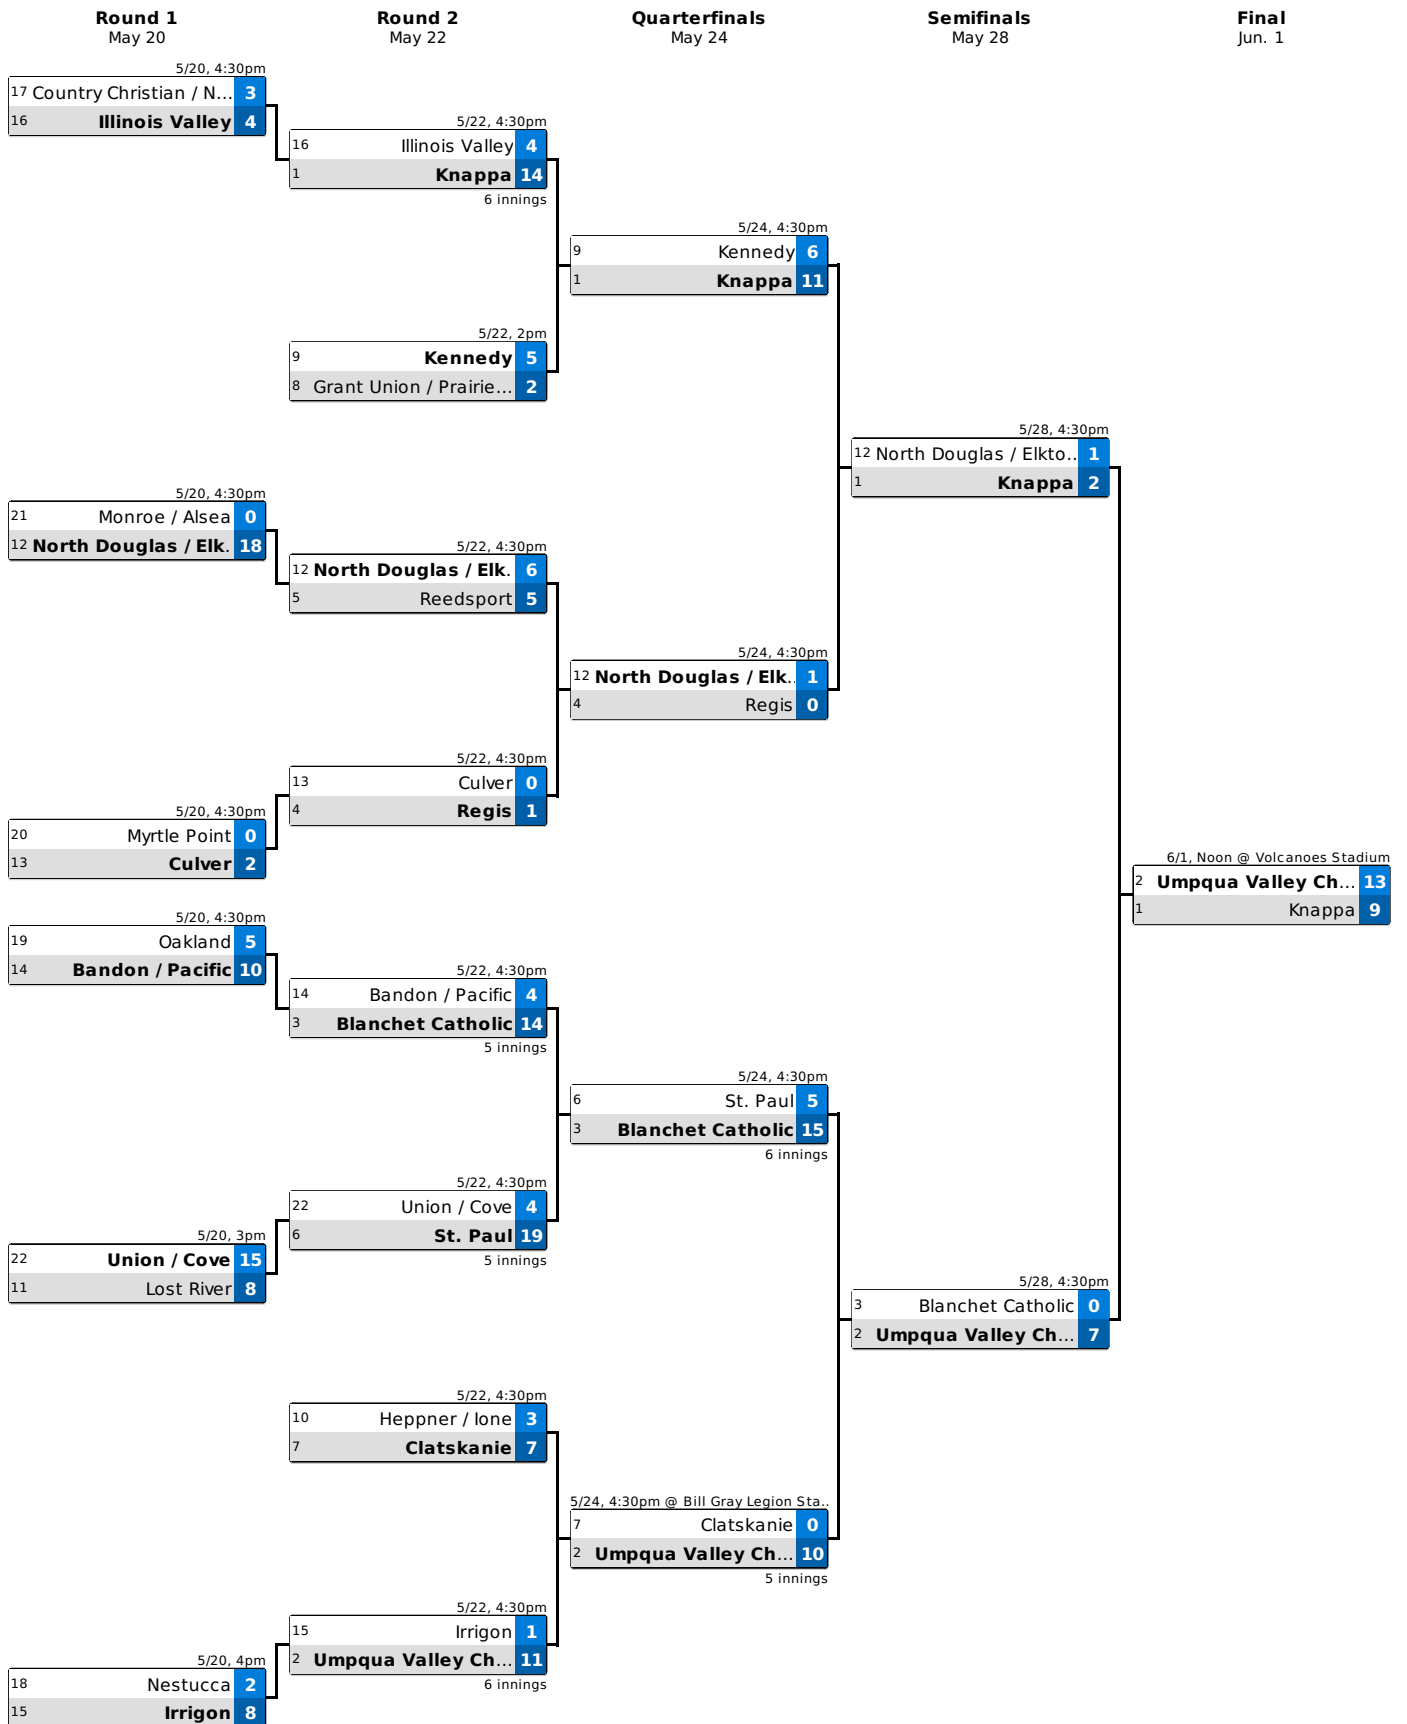 Round 1
May 20
Round 2
May 22
Quarterfinals
May 24
Semifinals
May 28
Final
Jun. 1
5/20, 4:30pm
17 Country Christian / N... 3
16 Illinois Valley 4
5/22, 4:30pm
16 Illinois Valley 4
1 Knappa 14
6 innings
5/24, 4:30pm
9 Kennedy 6
1 Knappa 11
5/22, 2pm
9 Kennedy 5
8 Grant Union / Prairie... 2
5/28, 4:30pm
12 North Douglas / Elkto.. 1
1 Knappa 2
5/20, 4:30pm
21 Monroe / Alsea 0
12 North Douglas / Elk. 18
5/22, 4:30pm
12 North Douglas / Elk. 6
5 Reedsport 5
5/24, 4:30pm
12 North Douglas / Elk.. 1
4 Regis 0
5/22, 4:30pm
13 Culver 0
4 Regis 1
5/20, 4:30pm
20 Myrtle Point 0
13 Culver 2
6/1, Noon @ Volcanoes Stadium
2 Umpqua Valley Ch... 13
1 Knappa 9
5/20, 4:30pm
19 Oakland 5
14 Bandon / Pacific 10
5/22, 4:30pm
14 Bandon / Pacific 4
3 Blanchet Catholic 14
5 innings
5/24, 4:30pm
6 St. Paul 5
3 Blanchet Catholic 15
6 innings
5/22, 4:30pm
22 Union / Cove 4
6 St. Paul 19
5 innings
5/20, 3pm
22 Union / Cove 15
11 Lost River 8
5/28, 4:30pm
3 Blanchet Catholic 0
2 Umpqua Valley Ch... 7
5/22, 4:30pm
10 Heppner / Ione 3
7 Clatskanie 7
5/24, 4:30pm @ Bill Gray Legion Sta..
7 Clatskanie 0
2 Umpqua Valley Ch... 10
5 innings
5/22, 4:30pm
15 Irrigon 1
2 Umpqua Valley Ch... 11
6 innings
5/20, 4pm
18 Nestucca 2
15 Irrigon 8